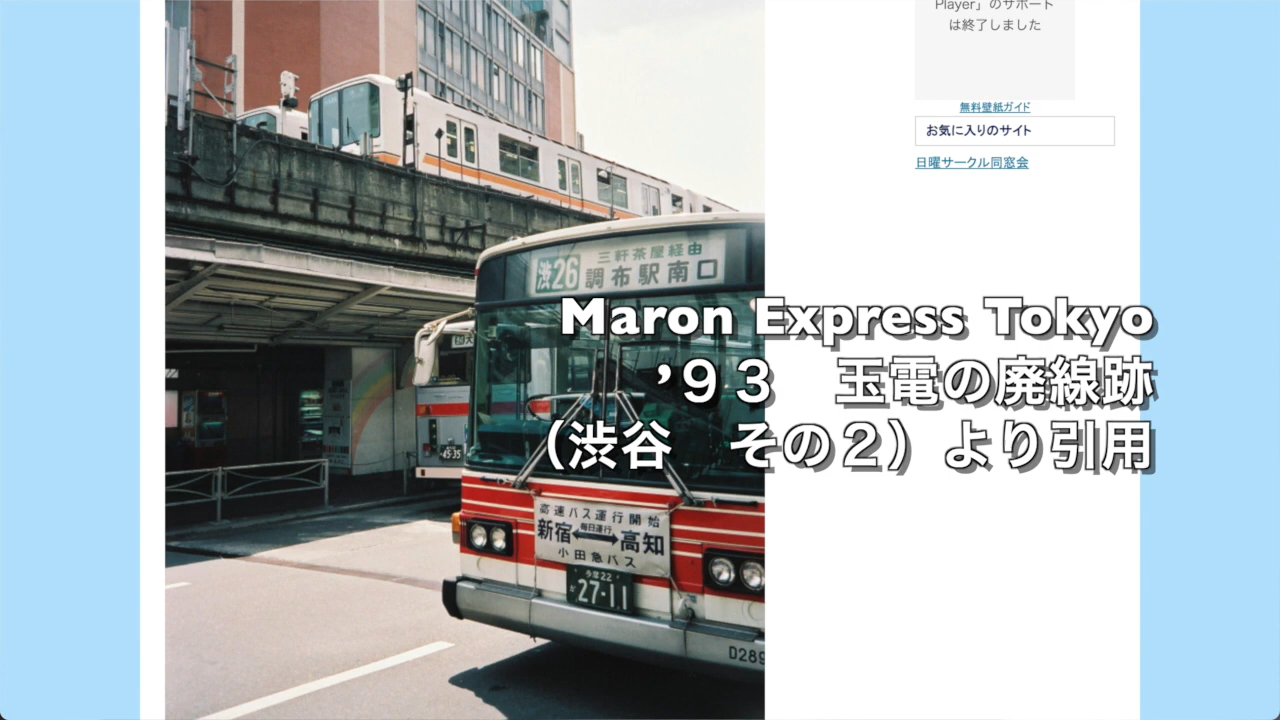 Player」のサポート
は終了しました
無料壁紙ガイド
お気に入りのサイト
日曜サークル同窓会
三軒茶屋経由
渋26 調布駅南口
Maron Express Tokyo
’９３　玉電の廃線跡
（渋谷　その２）より引用
45-35
高速バス運行開始
毎日運行
新宿 高知
小田急バス
27-11
D289